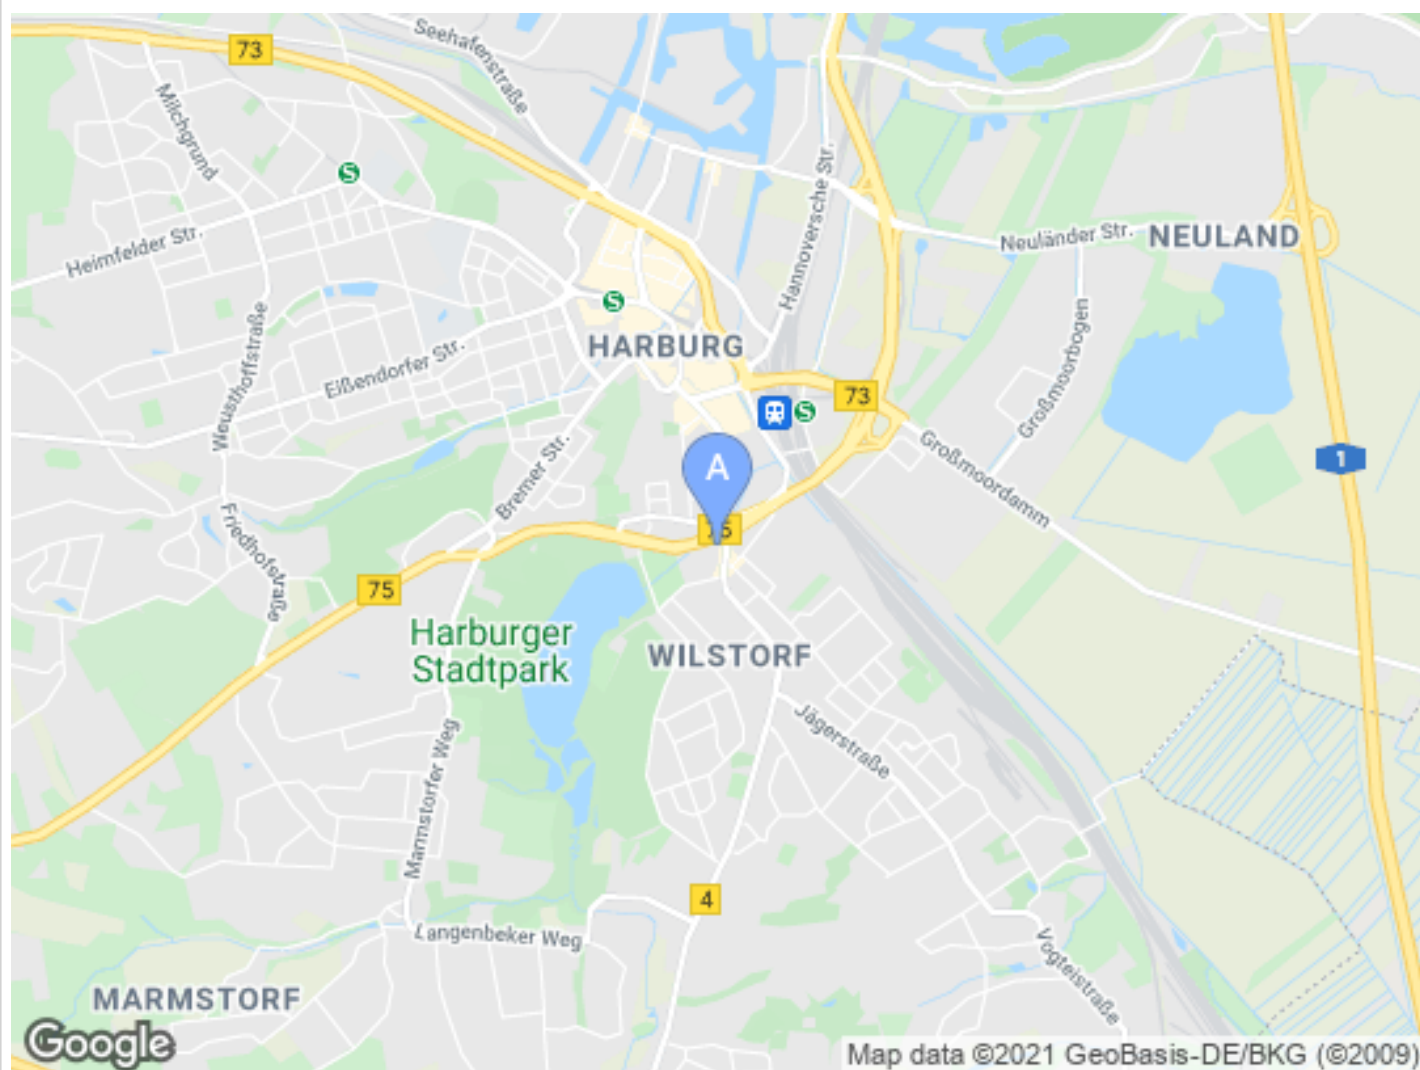 Seehafenstraße
73
Milchgrund
S
Hannoversche Str.
Heimfelder Str.
Neuländer Str.
NEULAND
S
Weusthoffstraße
Eißendorfer Str.
HARBURG
Großmoorbogen
73
S
Bremer Str.
Großmoordamm
1
A
Friedhofstraße
75
Harburger
Stadtpark
WILSTORF
Jägerstraße
Marmstorfer Weg
4
Langenbeker Weg
Vogteistraße
MARMSTORF
Google
Map data ©2021 GeoBasis-DE/BKG (©2009)